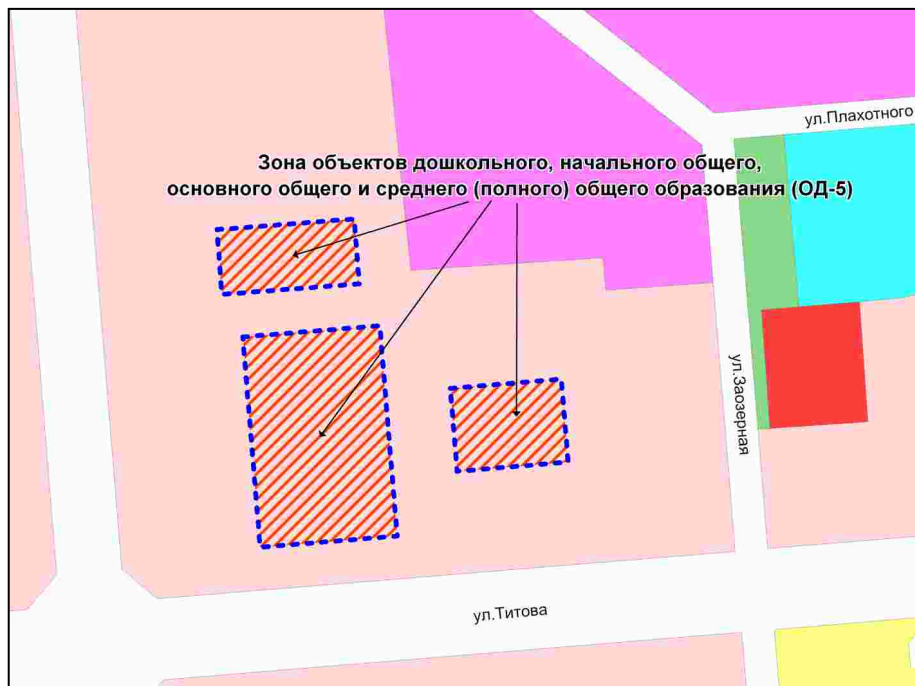 ул.Плахотного
Зона объектов дошкольного, начального общего,
основного общего и среднего (полного) общего образования (ОД-5)
ул.Заозерная
ул.Титова